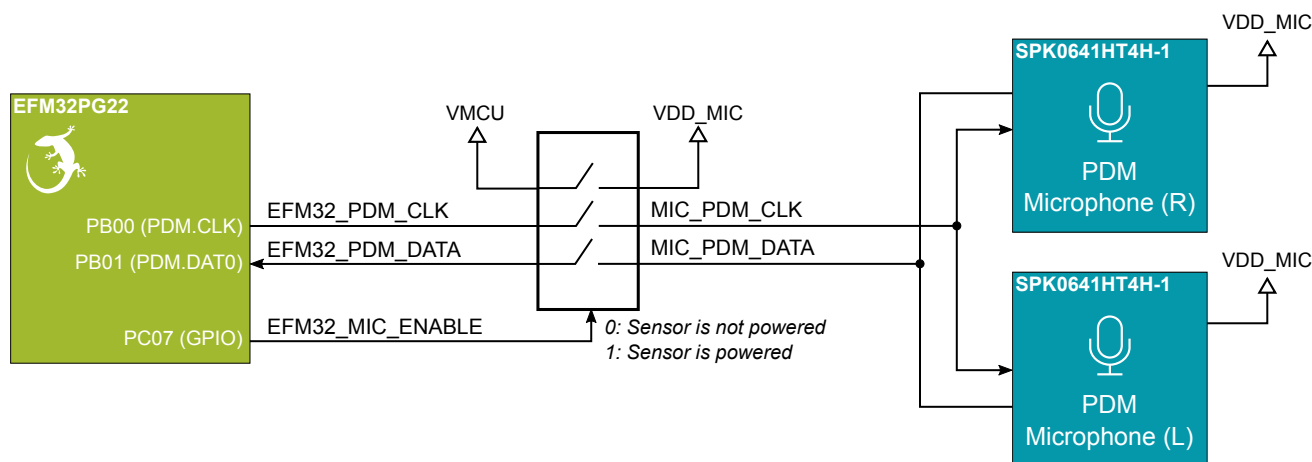 EFM32PG22
PB00 (PDM.CLK)
PB01 (PDM.DAT0)
PC07 (GPIO)
EFM32_PDM_CLK
EFM32_PDM_DATA
EFM32_MIC_ENABLE
VMCU
VDD_MIC
MIC_PDM_CLK
MIC_PDM_DATA
0: Sensor is not powered
1: Sensor is powered
SPK0641HT4H-1
PDM
Microphone (R)
VDD_MIC
SPK0641HT4H-1
PDM
Microphone (L)
VDD_MIC